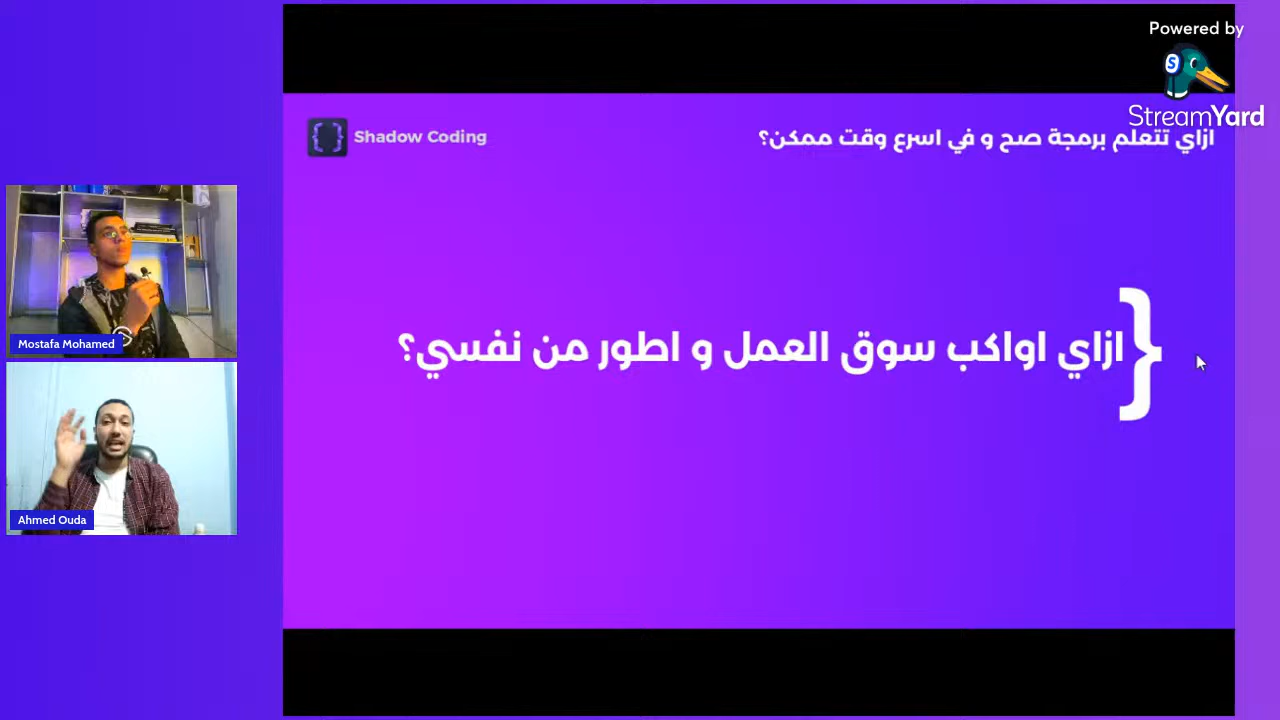 Powered by
StreamYard
Shadow Coding
ازاي تتعلم برمجة صح و في اسرع وقت ممكن؟
ازاي اواكب سوق العمل و اطور من نفسي؟
Mostafa Mohamed
Ahmed Ouda